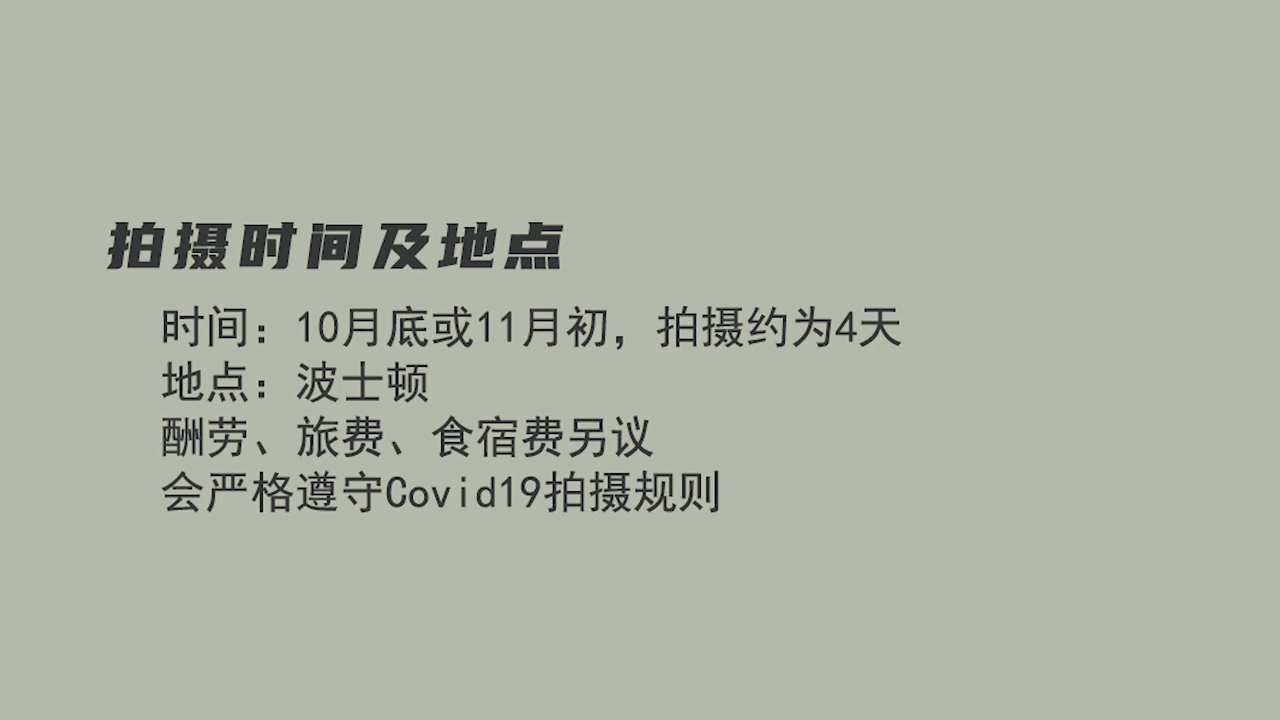 拍摄时间及地点
时间：10月底或11月初，拍摄约为4天
地点：波士顿
酬劳、旅费、食宿费另议
会严格遵守Covid19拍摄规则